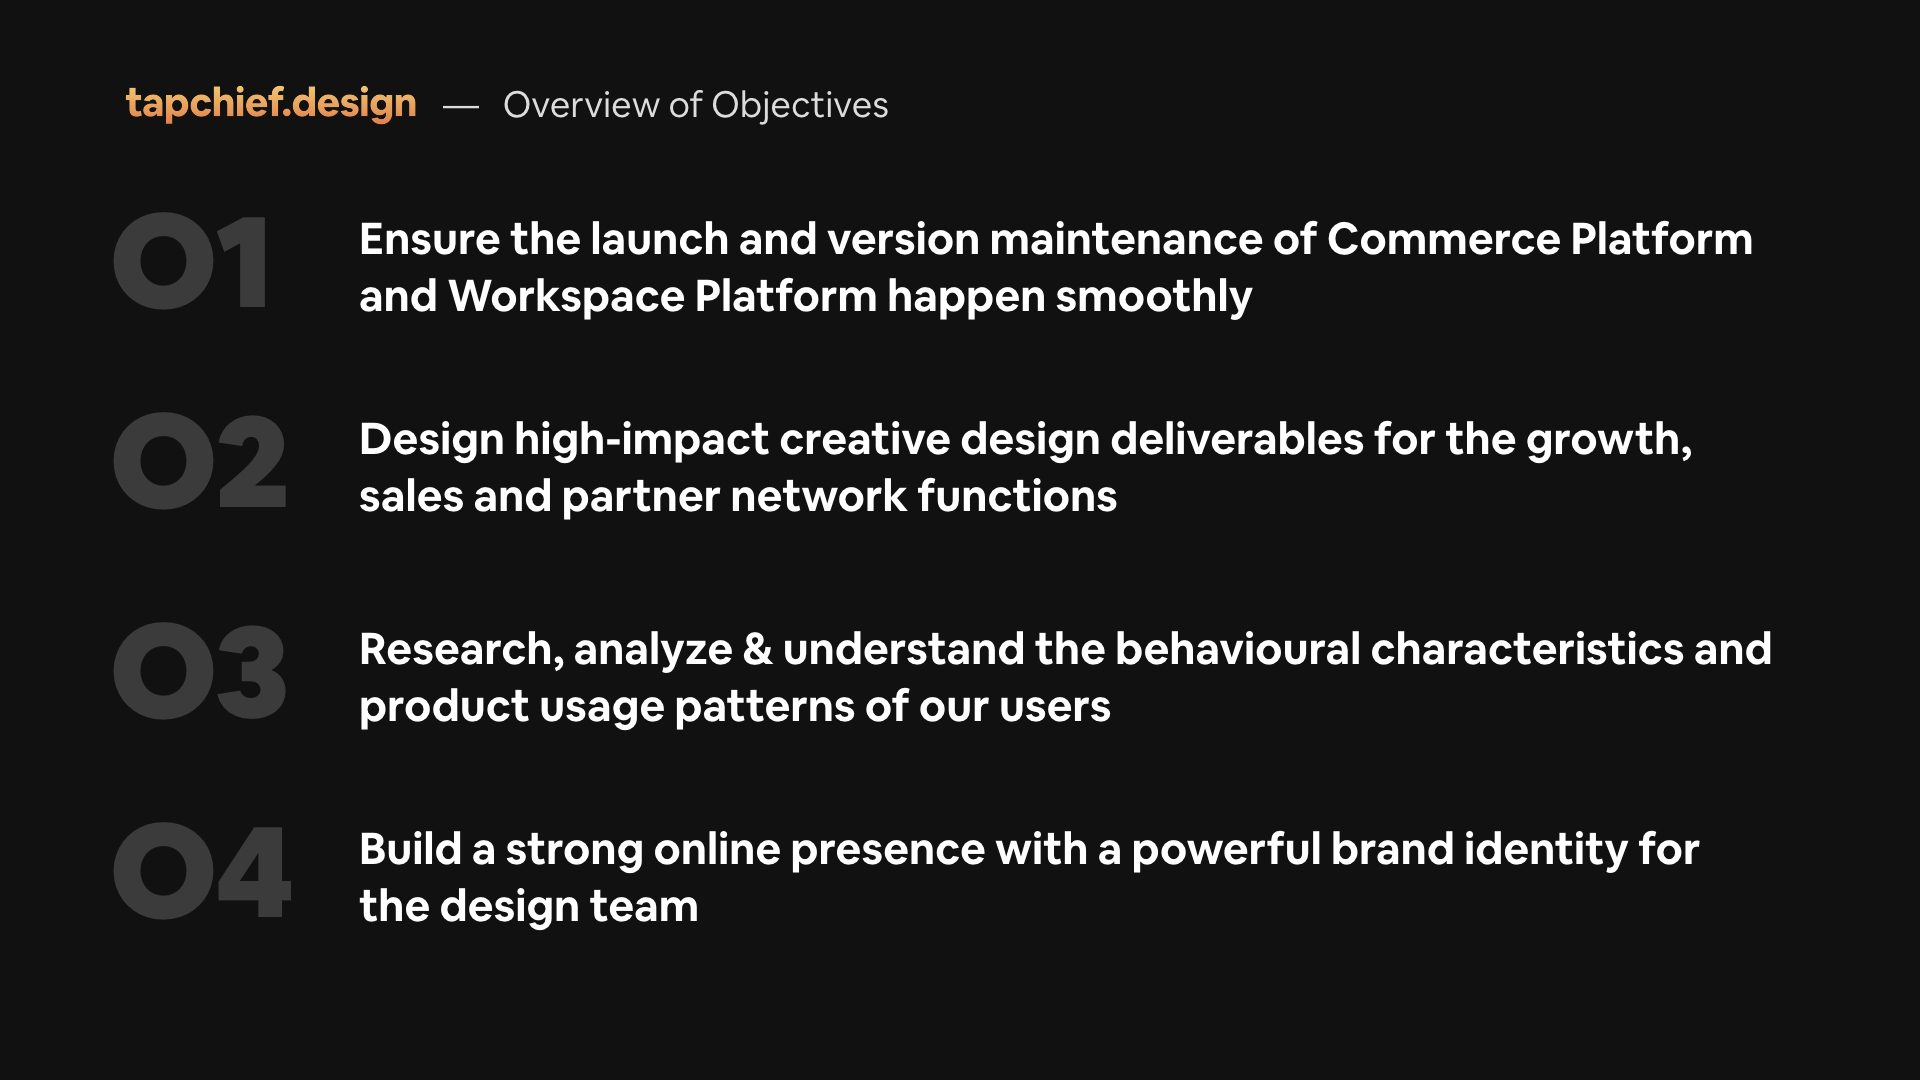 tapchief.design — Overview of Objectives
01
Ensure the launch and version maintenance of Commerce Platform
and Workspace Platform happen smoothly
02
Design high-impact creative design deliverables for the growth,
sales and partner network functions
03
Research, analyze & understand the behavioural characteristics and
product usage patterns of our users
04
Build a strong online presence with a powerful brand identity for
the design team